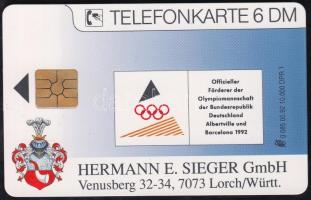 TELEFONKARTE 6 DM
Offizieller
Förderer der
Olympiamannschaft
der Bundesrepublik
Deutschland
Albertville und
Barcelona 1992
HERMANN E. SIEGER GmbH
Venusberg 32-34, 7073 Lorch/Württ.